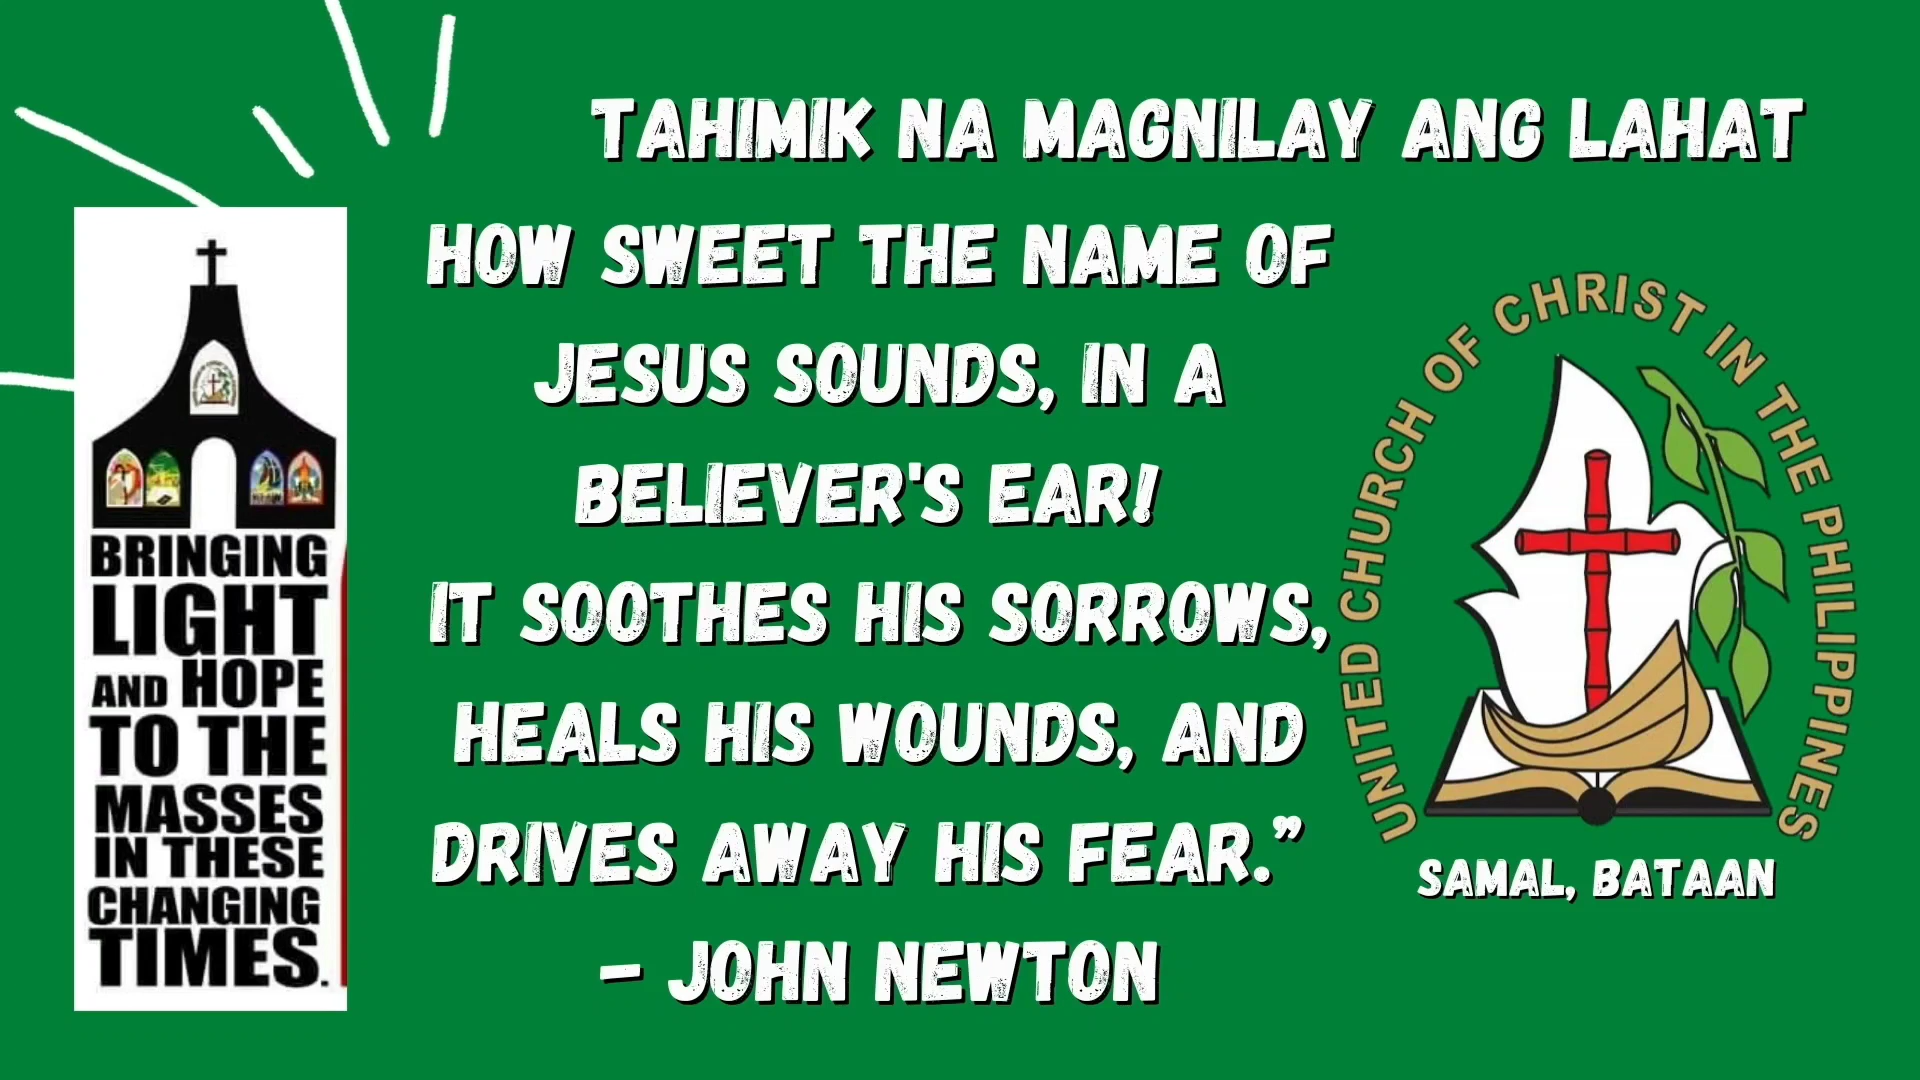 TAHIMIK NA MAGNILAY ANG LAHAT
HOW SWEET THE NAME OF
JESUS SOUNDS, IN A
BELIEVER'S EAR!
IT SOOTHES HIS SORROWS,
HEALS HIS WOUNDS, AND
DRIVES AWAY HIS FEAR.”
– JOHN NEWTON
BRINGING
LIGHT
AND HOPE
TO THE
MASSES
IN THESE
CHANGING
TIMES.
UNITED CHURCH OF CHRIST IN THE PHILIPPINES
SAMAL, BATAAN